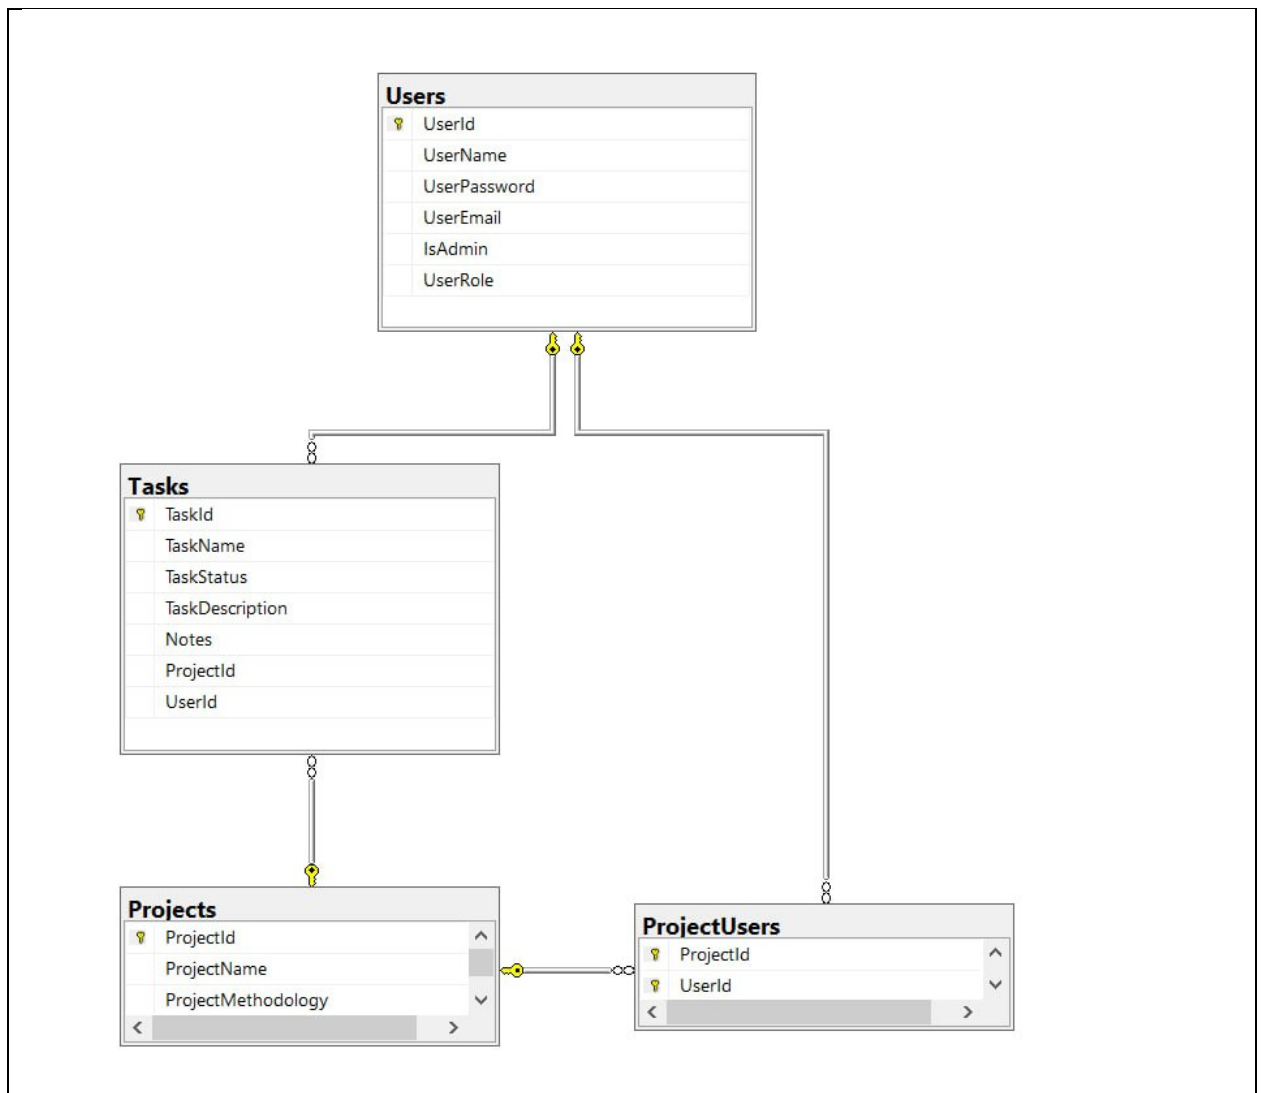 Users
UserId
UserName
UserPassword
UserEmail
IsAdmin
UserRole
Tasks
TaskId
TaskName
TaskStatus
TaskDescription
Notes
ProjectId
UserId
Projects
ProjectId
ProjectName
ProjectMethodology
ProjectUsers
ProjectId
UserId